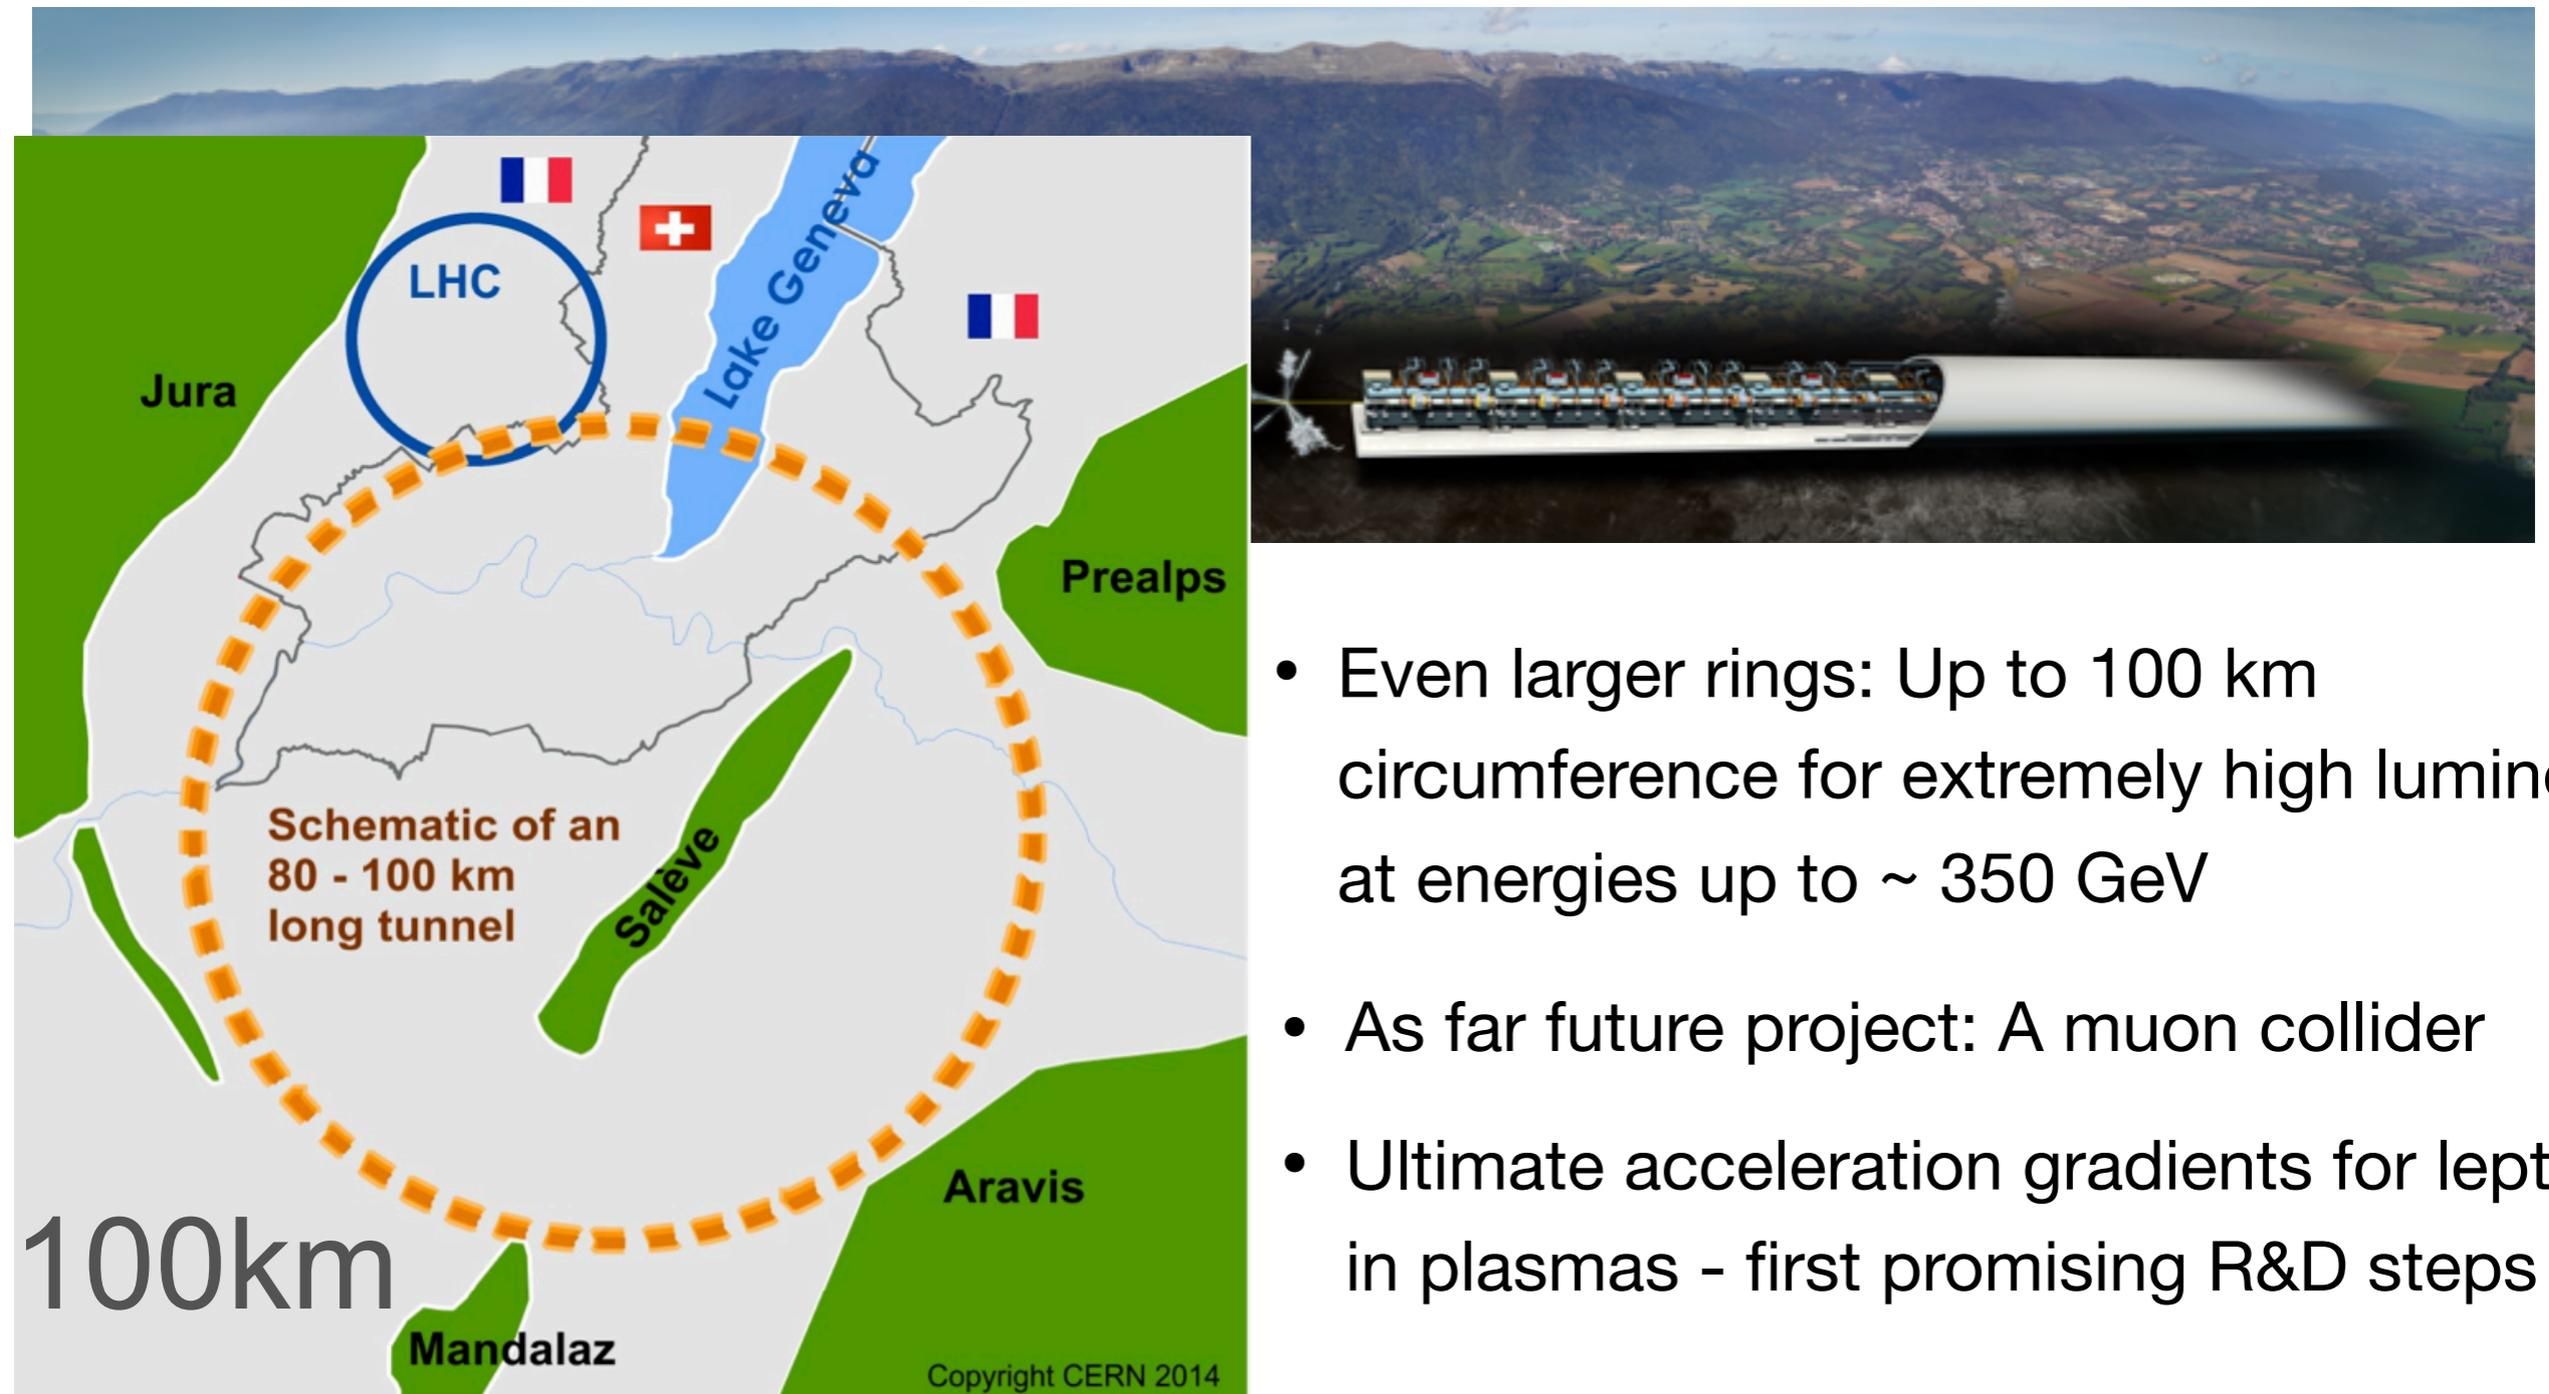 LHC
Lake Geneva
Jura
Prealps
Schematic of an
80 - 100 km
long tunnel
Salève
Aravis
100km
Mandalaz
Copyright CERN 2014
• Even larger rings: Up to 100 km
circumference for extremely high
at energies up to ~ 350 GeV
• As far future project: A muon collider
• Ultimate acceleration gradients for
in plasmas - first promising R&D steps